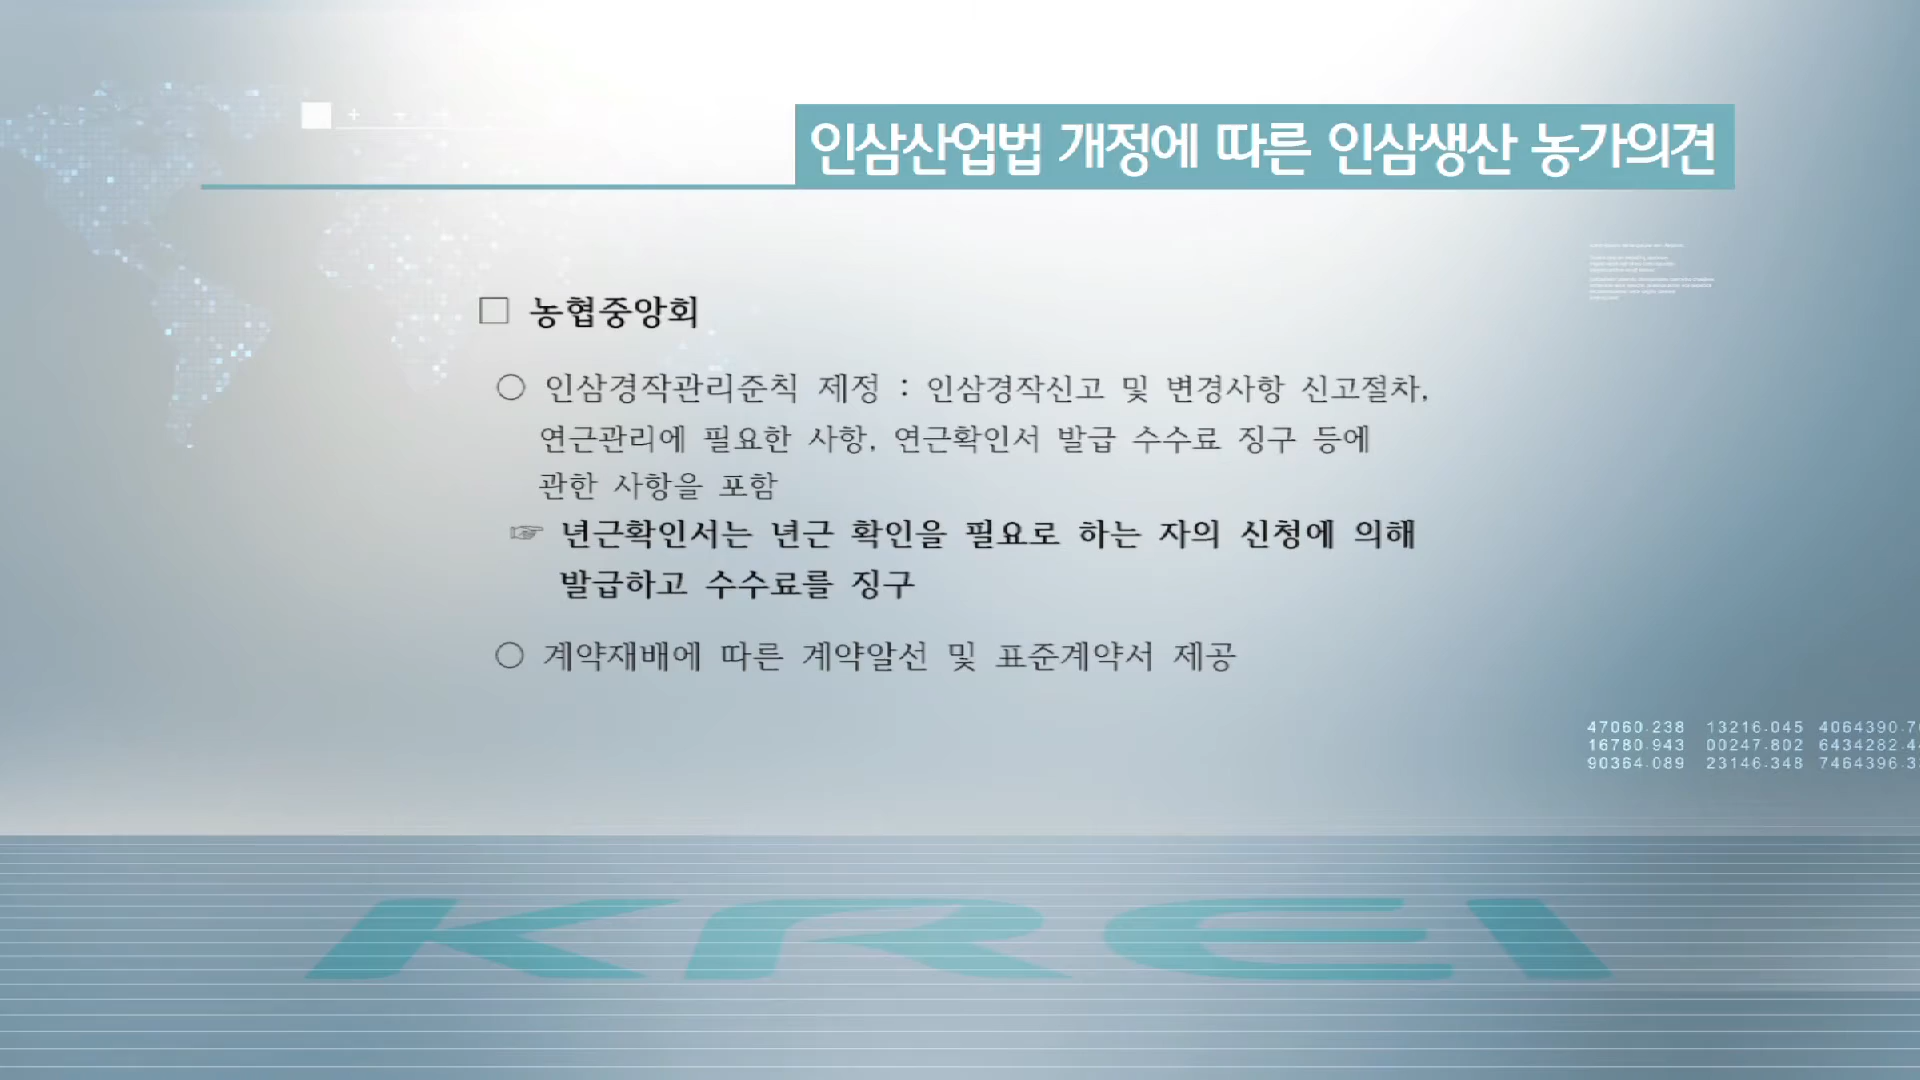 인삼산업법 개정에 따른 인삼생산 농가의견
□ 농협중앙회
○ 인삼경작관리준칙 제정 : 인삼경작신고 및 변경사항 신고절차,
연근관리에 필요한 사항, 연근확인서 발급 수수료 징구 등에
관한 사항을 포함
☞ 년근확인서는 년근 확인을 필요로 하는 자의 신청에 의해
발급하고 수수료를 징구
○ 계약재배에 따른 계약알선 및 표준계약서 제공
47060.238 13216.045 4064390.7
16780.943 00247.802 6434282.4
90364.089 23146.348 7464396.3
KREI